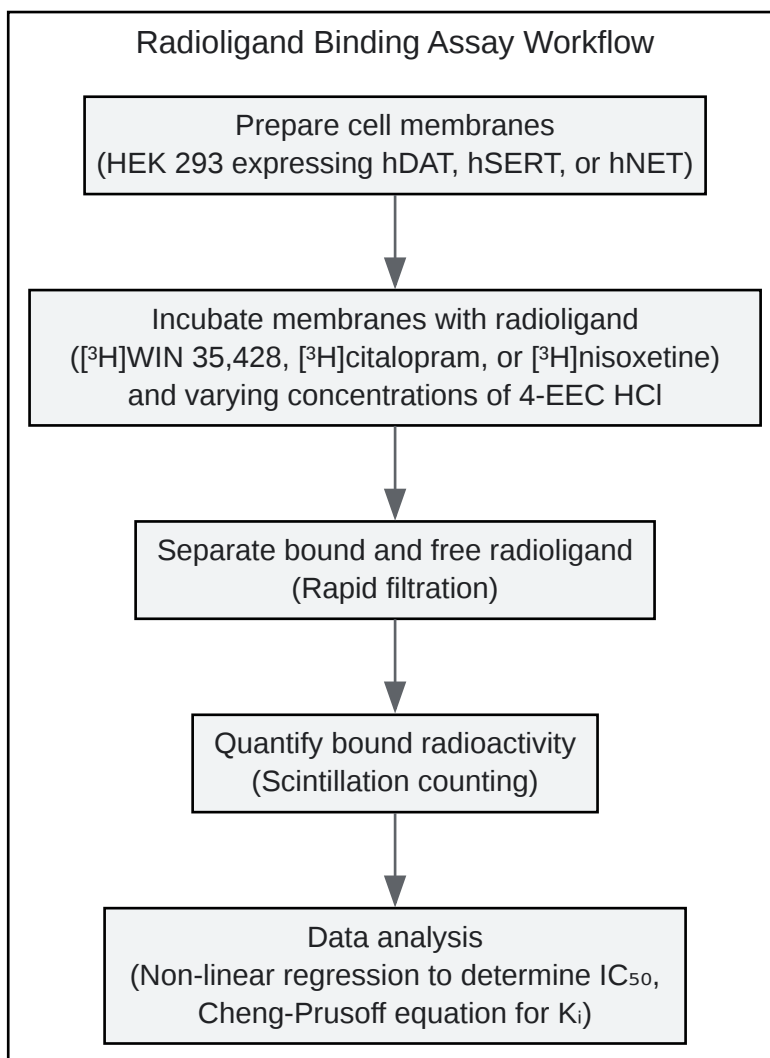 Radioligand Binding Assay Workflow
Prepare cell membranes
(HEK 293 expressing hDAT, hSERT, or hNET)
Incubate membranes with radioligand
([³H]WIN 35,428, [³H]citalopram, or [³H]nisoxetine)
and varying concentrations of 4-EEC HCl
Separate bound and free radioligand
(Rapid filtration)
Quantify bound radioactivity
(Scintillation counting)
Data analysis
(Non-linear regression to determine IC₅₀,
Cheng-Prusoff equation for Kᵢ)